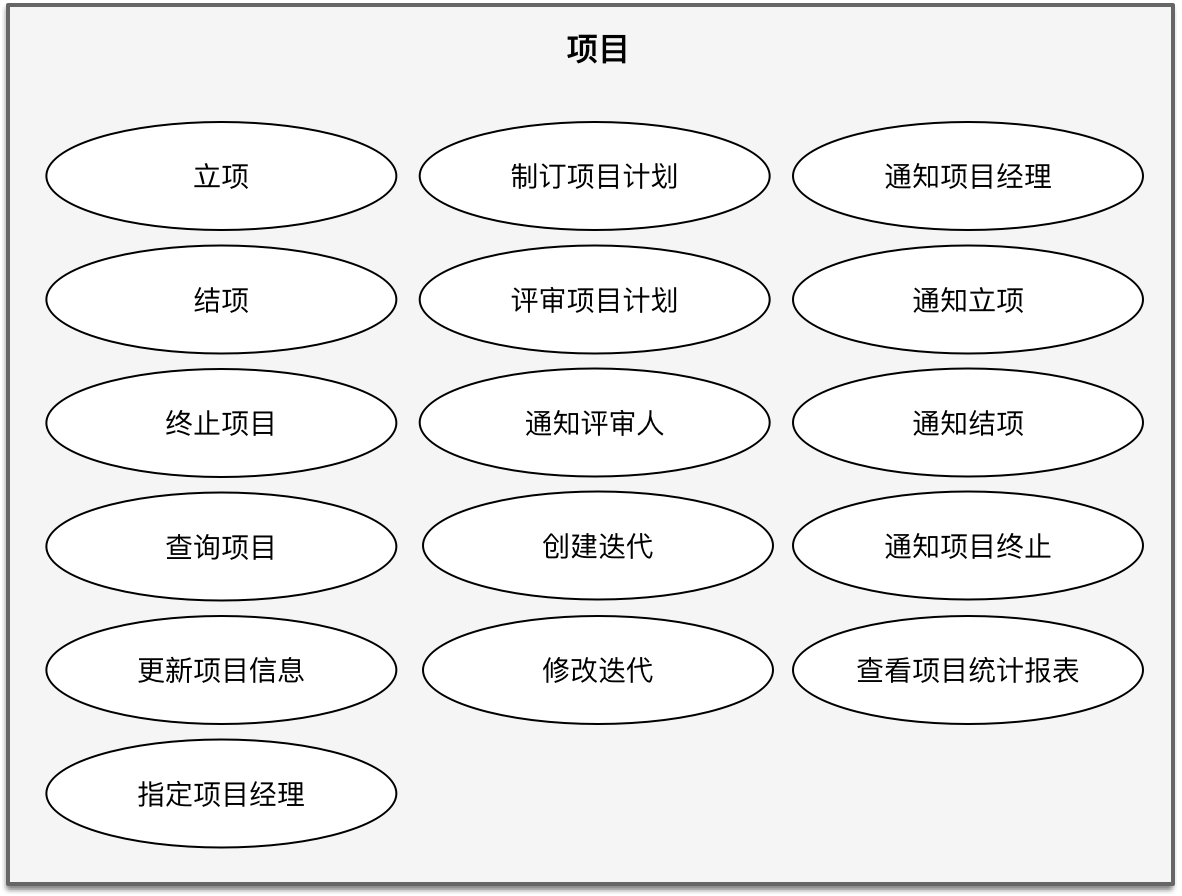 项目
立项
制订项目计划
通知项目经理
结项
评审项目计划
通知立项
终止项目
通知评审人
通知结项
查询项目
创建迭代
通知项目终止
更新项目信息
修改迭代
查看项目统计报表
指定项目经理